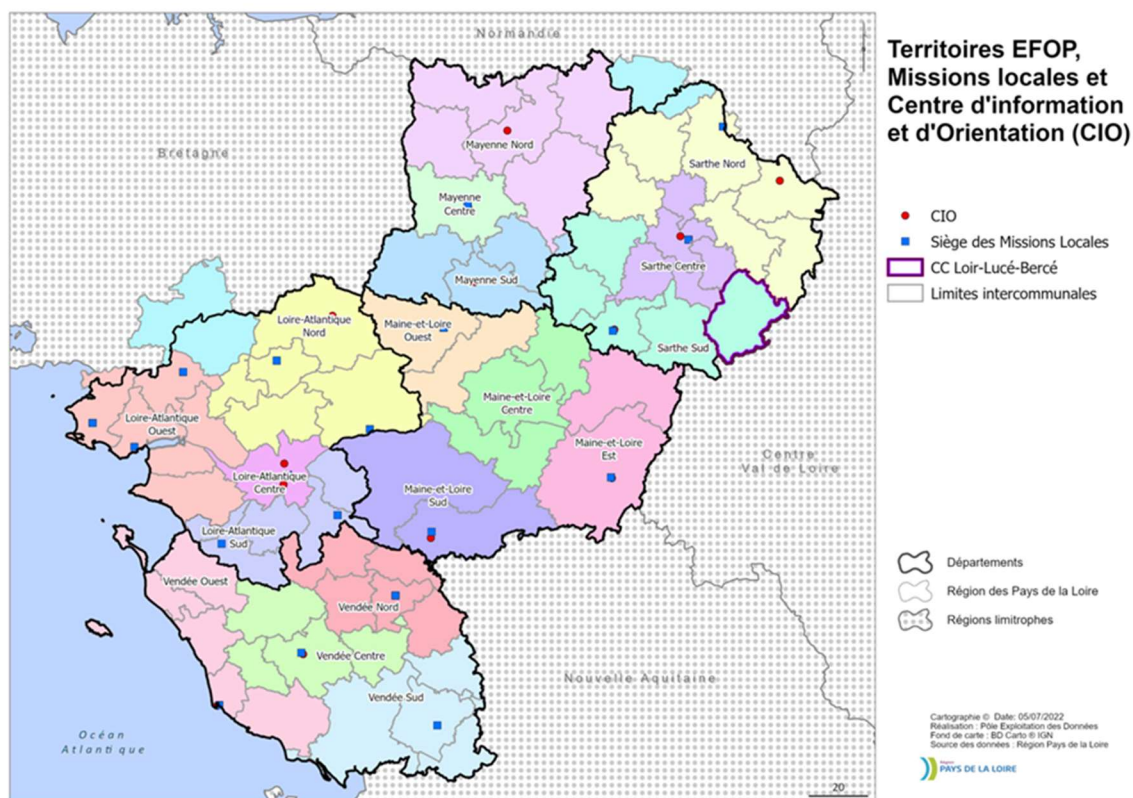 Normandie
Bretagne
Mayenne Nord
Mayenne
Centre
Mayenne Sud
Sarthe Nord
Sarthe Centre
Sarthe Sud
Loire-Atlantique
Nord
Maine-et-Loire
Ouest
Maine-et-Loire
Centre
Loire-Atlantique
Ouest
Maine-et-Loire
Est
Centre
Val de Loire
Loire-Atlantique
Centre
Maine-et-Loire
Sud
Loire-Atlantique
Sud
Vendée Ouest
Vendée Nord
Vendée Centre
Vendée Sud
Nouvelle Aquitaine
Océan
Atlantique
20
Territoires EFOP,
Missions locales et
Centre d'information
et d'Orientation (CIO)
CIO
Siège des Missions Locales
CC Loir-Lucé-Bercé
Limites intercommunales
Départements
Région des Pays de la Loire
Régions limitrophes
Cartographie © Date: 05/07/2022
Réalisation : Pôle Exploitation des Données
Fond de carte : BD Carto ® IGN
Source des données : Région Pays de la Loire
Région
PAYS DE LA LOIRE